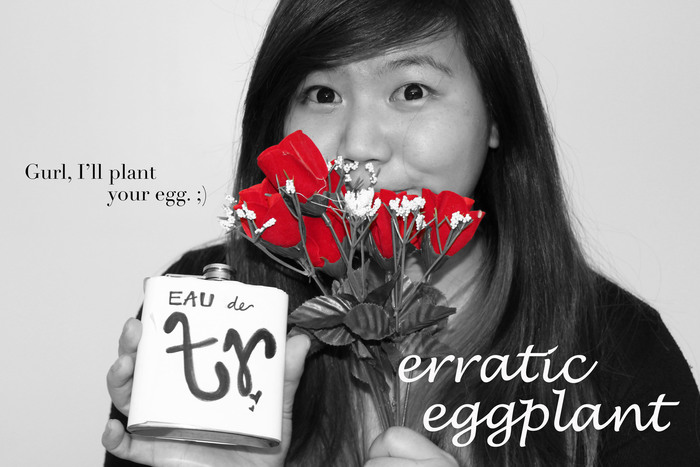 Gurl, I'll plant
your egg. ;)
EAU de
tr
erratic
eggplant